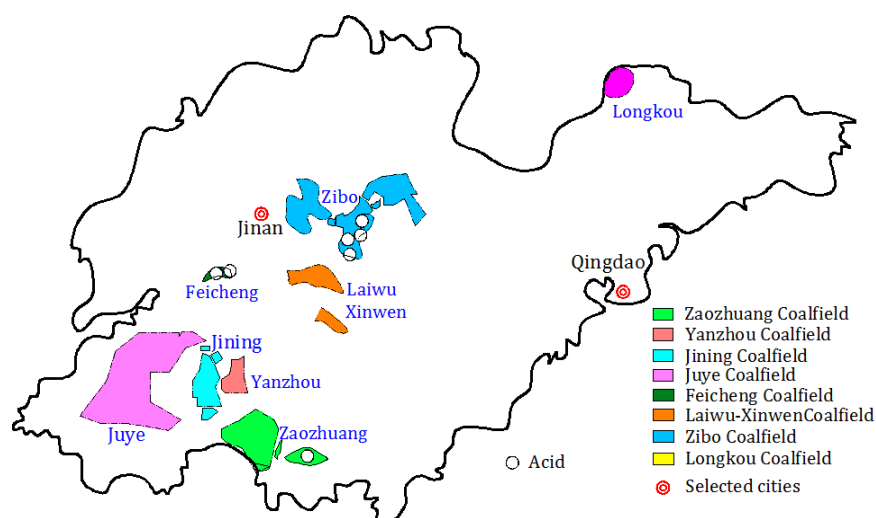 Longkou
Zibo
Jinan
Qingdao
Feicheng
Laiwu
Xinwen
Jining
Yanzhou
Juye
Zaozhuang
Acid
Zaozhuang Coalfield
Yanzhou Coalfield
Jining Coalfield
Juye Coalfield
Feicheng Coalfield
Laiwu-XinwenCoalfield
Zibo Coalfield
Longkou Coalfield
Selected cities